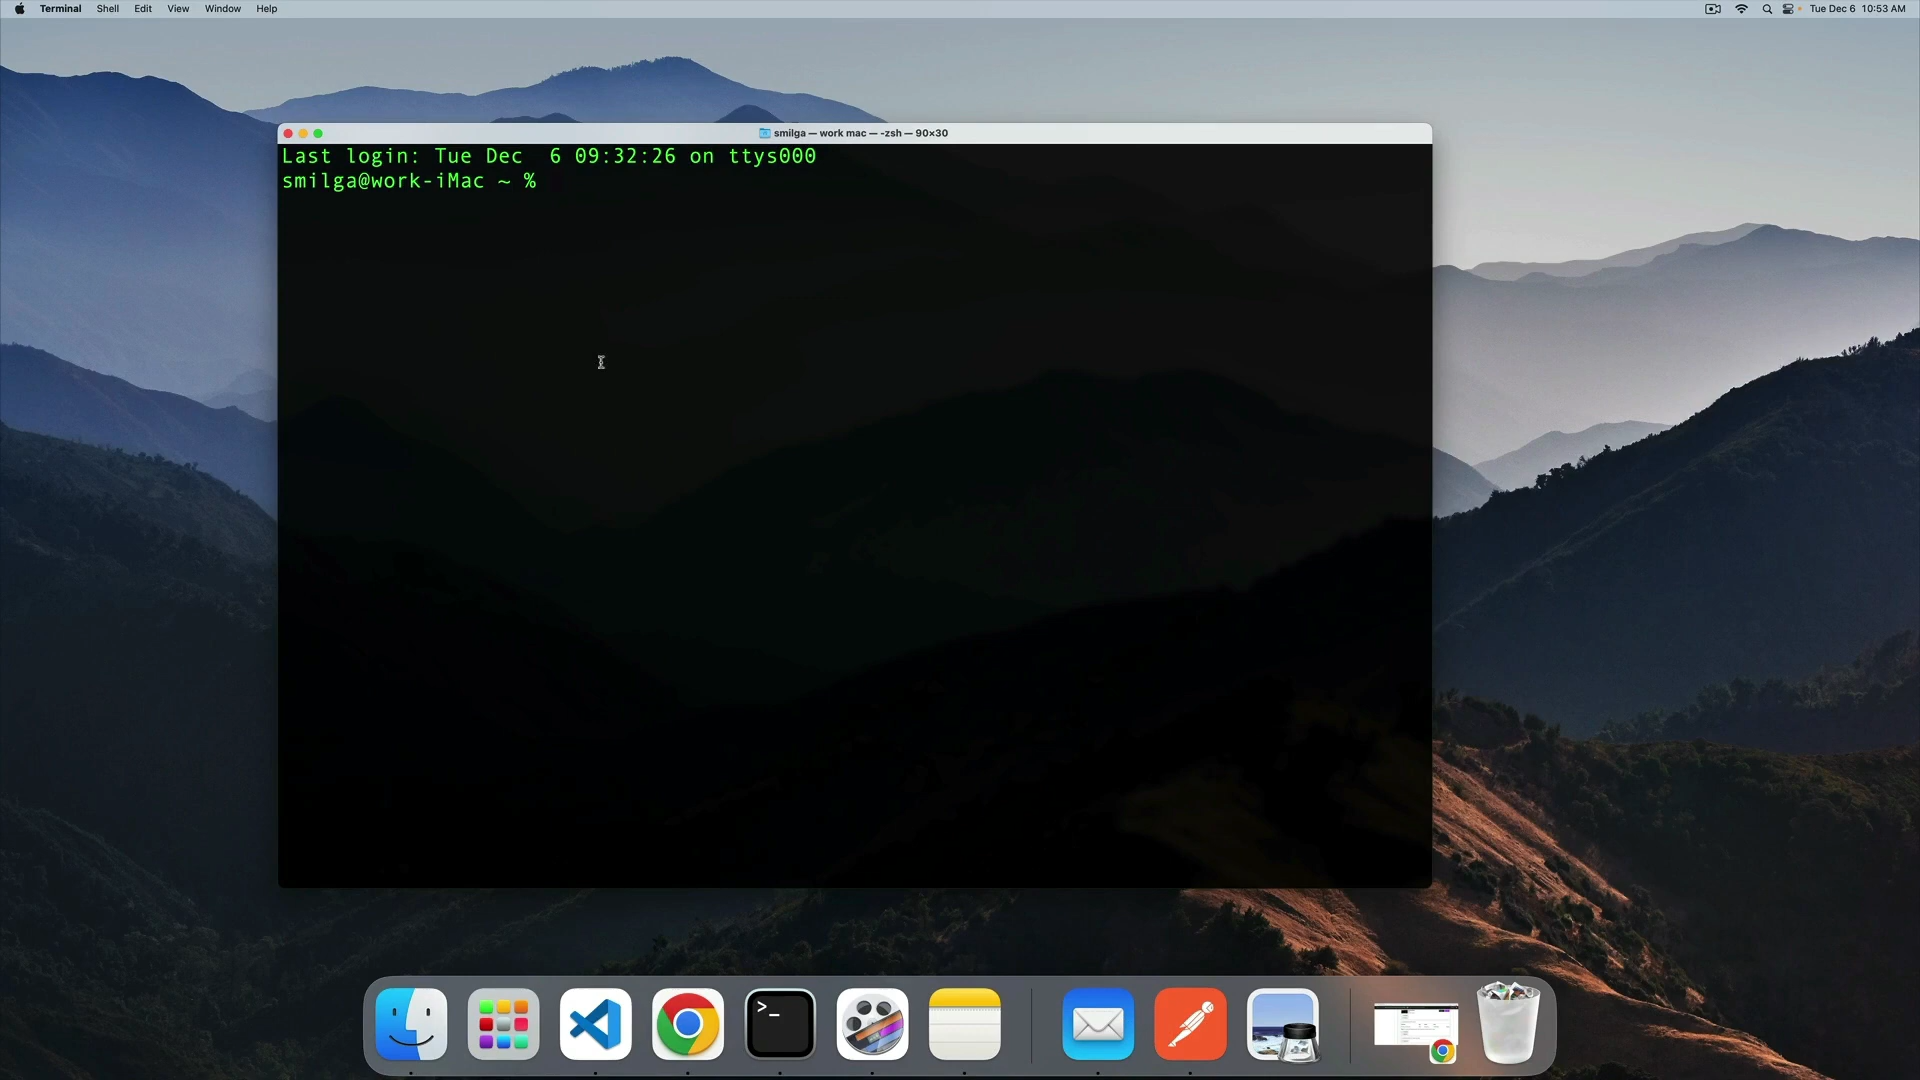 Terminal Shell Edit View Window Help Tue Dec 6 10:53 AM
smilga — work mac — -zsh — 90×30
Last login: Tue Dec  6 09:32:26 on ttys000
smilga@work-iMac ~ %
>_